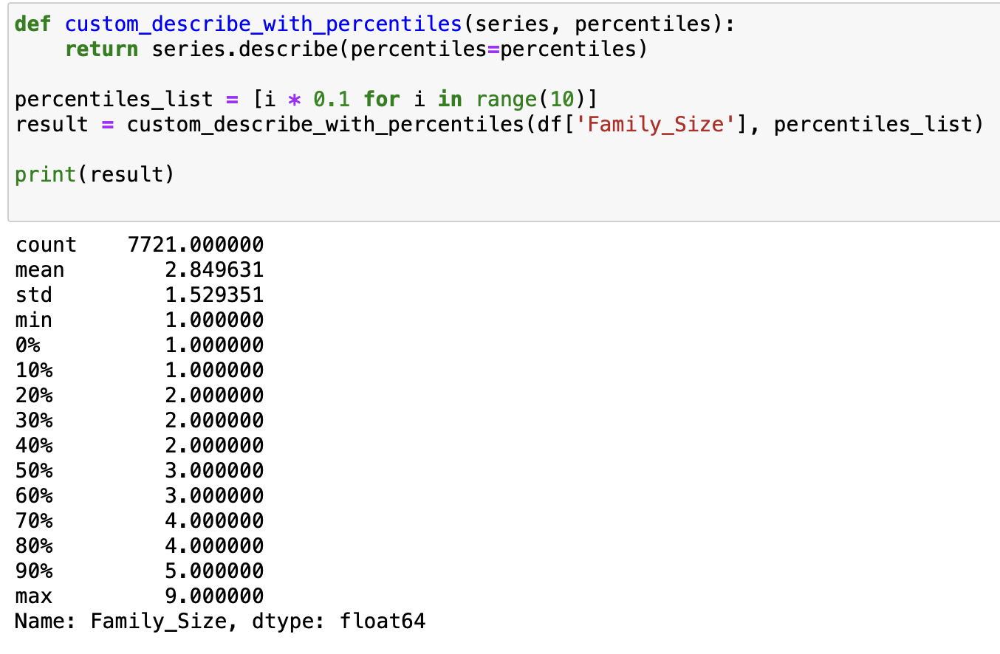 def custom_describe_with_percentiles(series, percentiles):
    return series.describe(percentiles=percentiles)

percentiles_list = [i * 0.1 for i in range(10)]
result = custom_describe_with_percentiles(df['Family_Size'], percentiles_list)

print(result)

count    7721.000000
mean        2.849631
std         1.529351
min         1.000000
0%          1.000000
10%         1.000000
20%         2.000000
30%         2.000000
40%         2.000000
50%         3.000000
60%         3.000000
70%         4.000000
80%         4.000000
90%         5.000000
max         9.000000
Name: Family_Size, dtype: float64